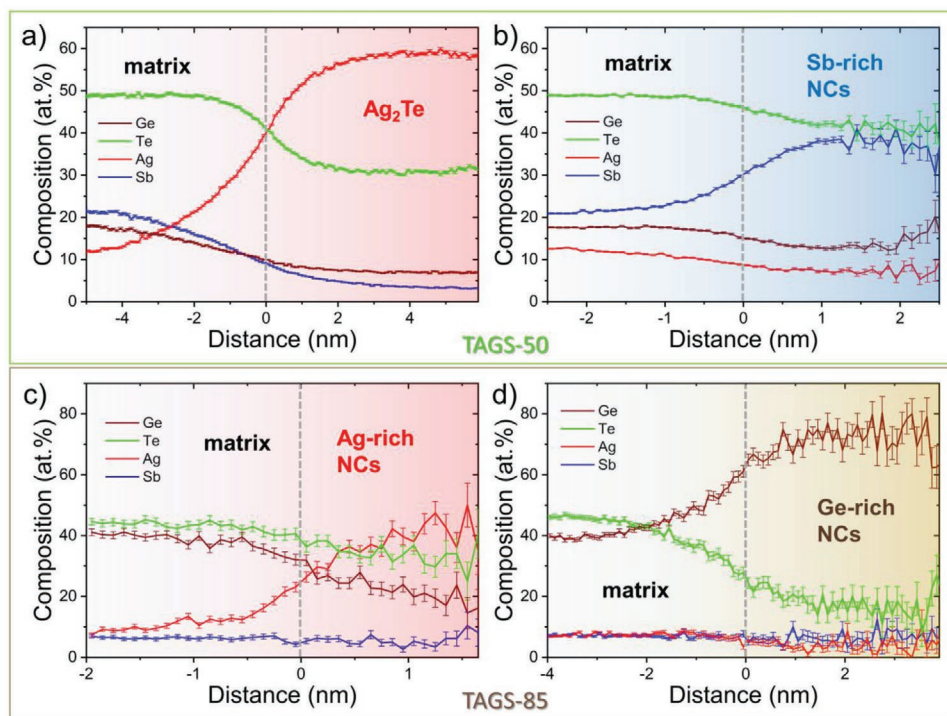 a)
matrix
Ag₂Te
Ge
Te
Ag
Sb
Composition (at.%)
0
10
20
30
40
50
60
-4
-2
0
2
4
Distance (nm)
b)
matrix
Sb-rich
NCs
Ge
Te
Ag
Sb
Composition (at.%)
0
10
20
30
40
50
60
-2
-1
0
1
2
Distance (nm)
TAGS-50
c)
matrix
Ag-rich
NCs
Ge
Te
Ag
Sb
Composition (at.%)
0
20
40
60
80
-2
-1
0
1
Distance (nm)
d)
Ge-rich
NCs
matrix
Ge
Te
Ag
Sb
Composition (at.%)
0
20
40
60
80
-4
-2
0
2
Distance (nm)
TAGS-85